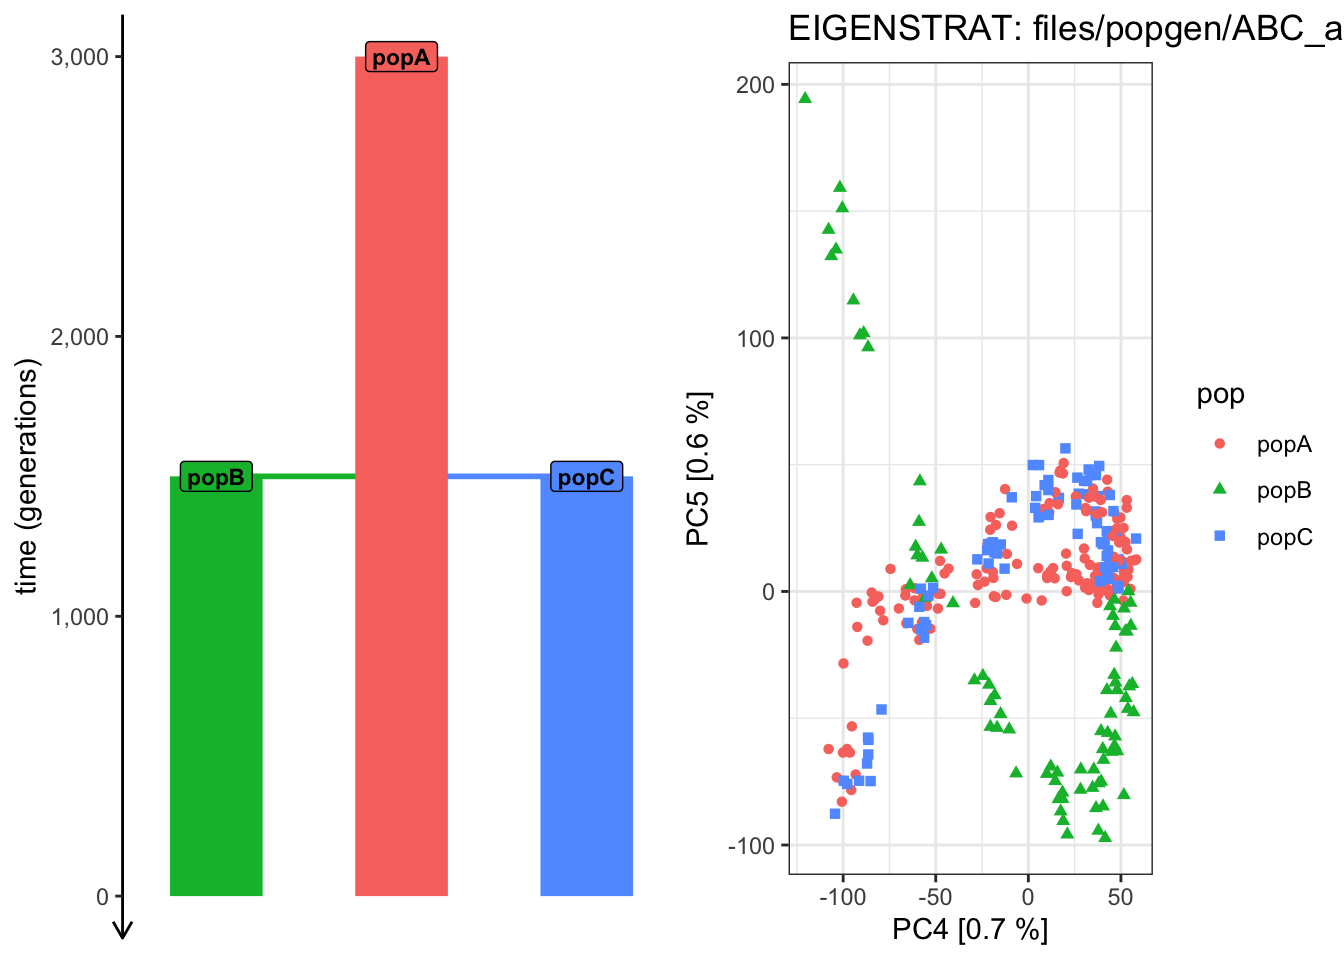 time (generations)
3,000
2,000
1,000
0
popA
popB
popC
EIGENSTRAT: files/popgen/ABC_a
PC5 [0.6 %]
200
100
0
-100
-100
-50
0
50
PC4 [0.7 %]
pop
popA
popB
popC